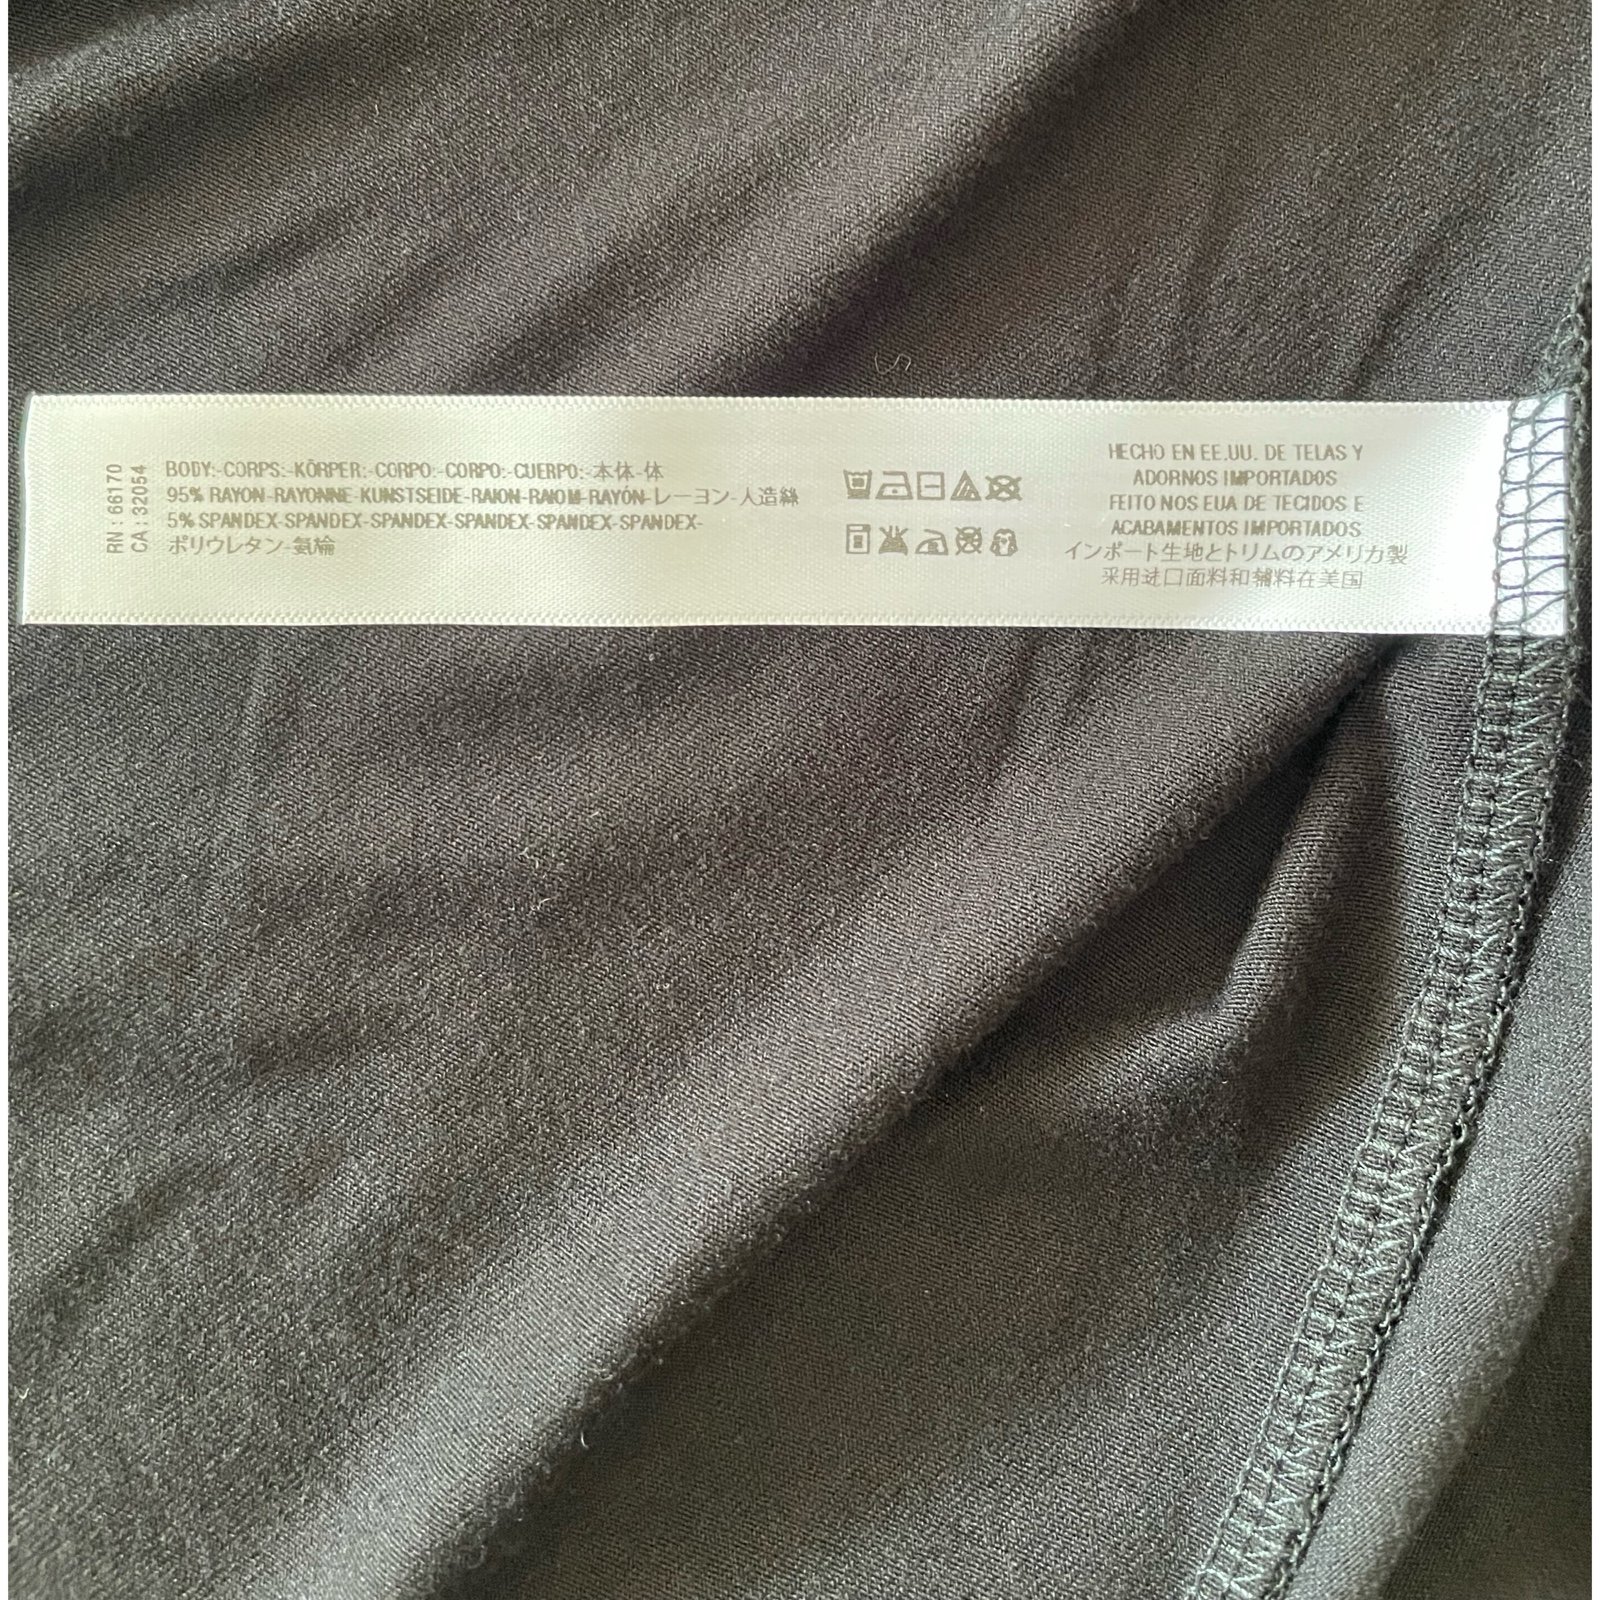 RN : 66170
CA : 32054
BODY:-CORPS:-KÖRPER:-CORPO:-CORPO:-CUERPO:-本体-体
95% RAYON-RAYONNE-KUNSTSEIDE-RAION-RAIOM-RAYÓN-レーヨン-人造絲
5% SPANDEX-SPANDEX-SPANDEX-SPANDEX-SPANDEX-SPANDEX-
ポリウレタン-氨綸
HECHO EN EE.UU. DE TELAS Y
ADORNOS IMPORTADOS
FEITO NOS EUA DE TECIDOS E
ACABAMENTOS IMPORTADOS
インポート生地とトリムのアメリカ製
采用进口面料和辅料在美国